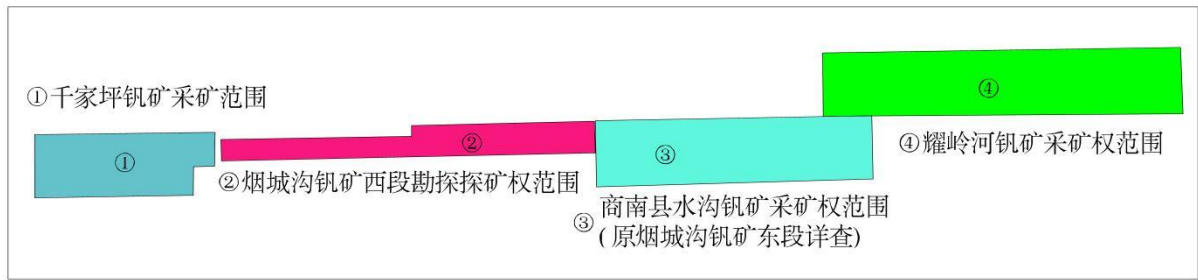 ①千家坪钒矿采矿范围
①
②
②烟城沟钒矿西段勘探探矿权范围
③
③商南县水沟钒矿采矿权范围
(原烟城沟钒矿东段详查)
④
④耀岭河钒矿采矿权范围